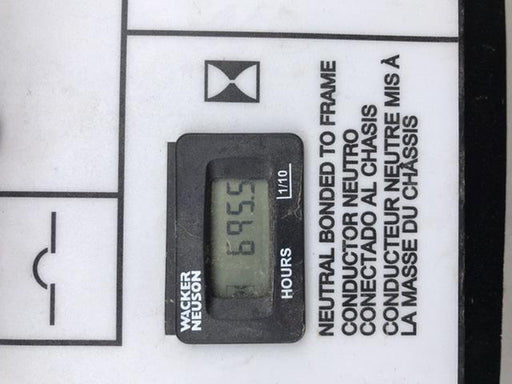 WACKER
NEUSON
695.5
HOURS
1/10
NEUTRAL BONDED TO FRAME
CONDUCTOR NEUTRO
CONECTADO AL CHASIS
CONDUCTEUR NEUTRE MIS À
LA MASSE DU CHÂSSIS